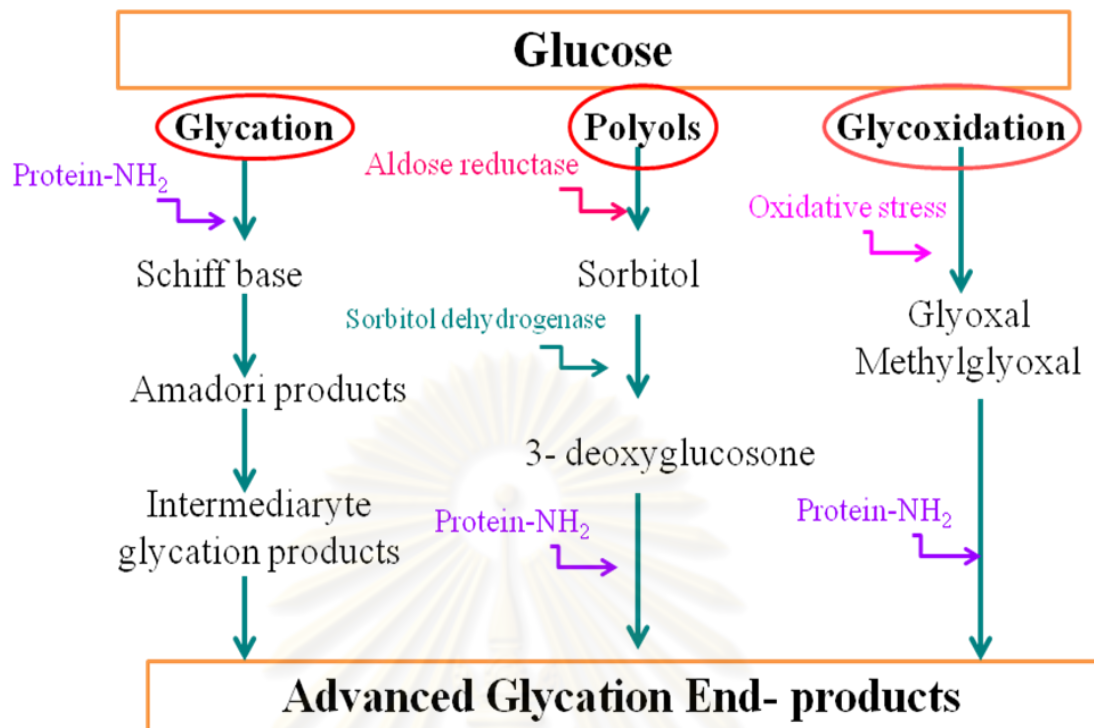 Glucose
Glycation
Polyols
Glycoxidation
Protein-NH₂
Aldose reductase
Oxidative stress
Schiff base
Sorbitol
Sorbitol dehydrogenase
Glyoxal
Methylglyoxal
Amadori products
3- deoxyglucosone
Intermediaryte
glycation products
Protein-NH₂
Protein-NH₂
Advanced Glycation End- products